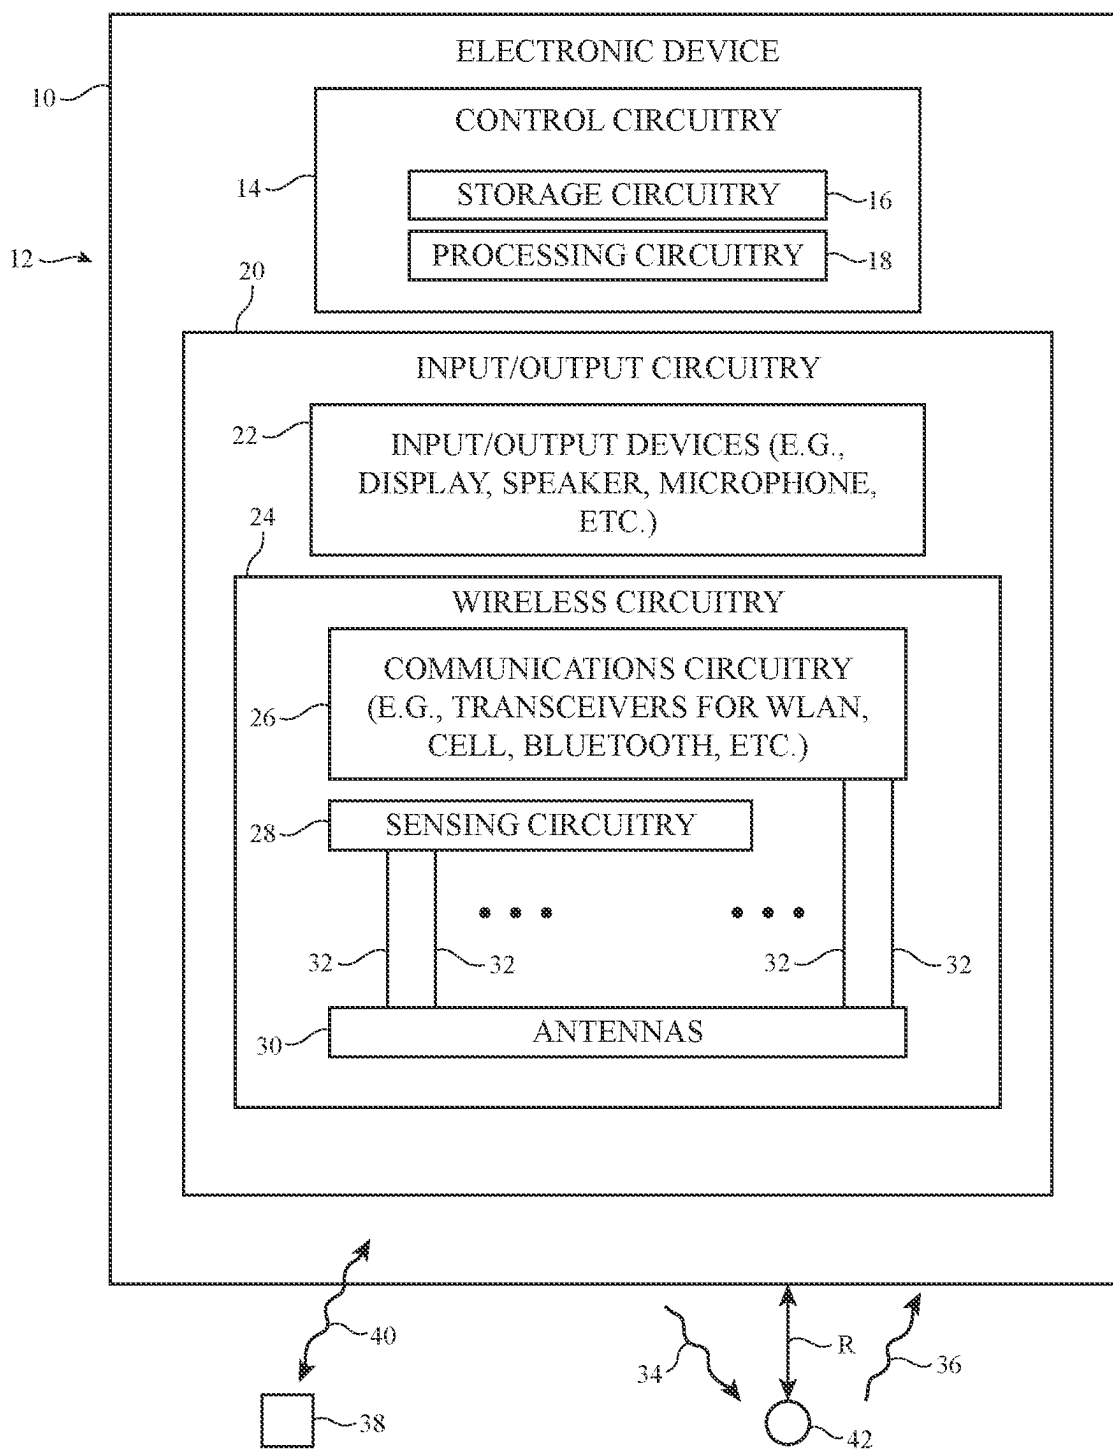 ELECTRONIC DEVICE
10
CONTROL CIRCUITRY
14
STORAGE CIRCUITRY
16
PROCESSING CIRCUITRY
18
12
20
INPUT/OUTPUT CIRCUITRY
22
INPUT/OUTPUT DEVICES (E.G.,
DISPLAY, SPEAKER, MICROPHONE,
ETC.)
24
WIRELESS CIRCUITRY
COMMUNICATIONS CIRCUITRY
(E.G., TRANSCEIVERS FOR WLAN,
CELL, BLUETOOTH, ETC.)
26
28
SENSING CIRCUITRY
32
32
32
32
30
ANTENNAS
40
34
R
36
38
42